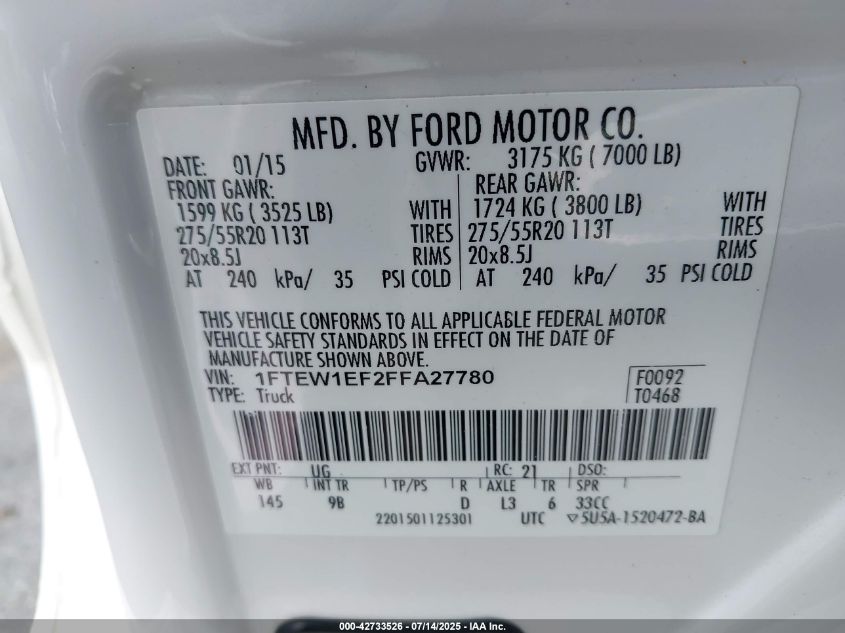 MFD. BY FORD MOTOR CO.
DATE: 01/15 GVWR: 3175 KG ( 7000 LB)
FRONT GAWR: REAR GAWR:
1599 KG ( 3525 LB) WITH 1724 KG ( 3800 LB) WITH
275/55R20 113T TIRES 275/55R20 113T TIRES
20x8.5J RIMS 20x8.5J RIMS
AT 240 kPa/ 35 PSI COLD AT 240 kPa/ 35 PSI COLD
THIS VEHICLE CONFORMS TO ALL APPLICABLE FEDERAL MOTOR
VEHICLE SAFETY STANDARDS IN EFFECT ON THE DATE OF
MANUFACTURE SHOWN ABOVE.
VIN: 1FTEW1EF2FFA27780 F0092
TYPE: Truck T0468
EXT PNT: UG RC: 21 DSO:
WB INT TR TP/PS R AXLE TR SPR
145 9B D L3 6 33CC
2201501125301 UTC ▽5U5A-1520472-BA
000-42733526 - 07/14/2025 - IAA Inc.